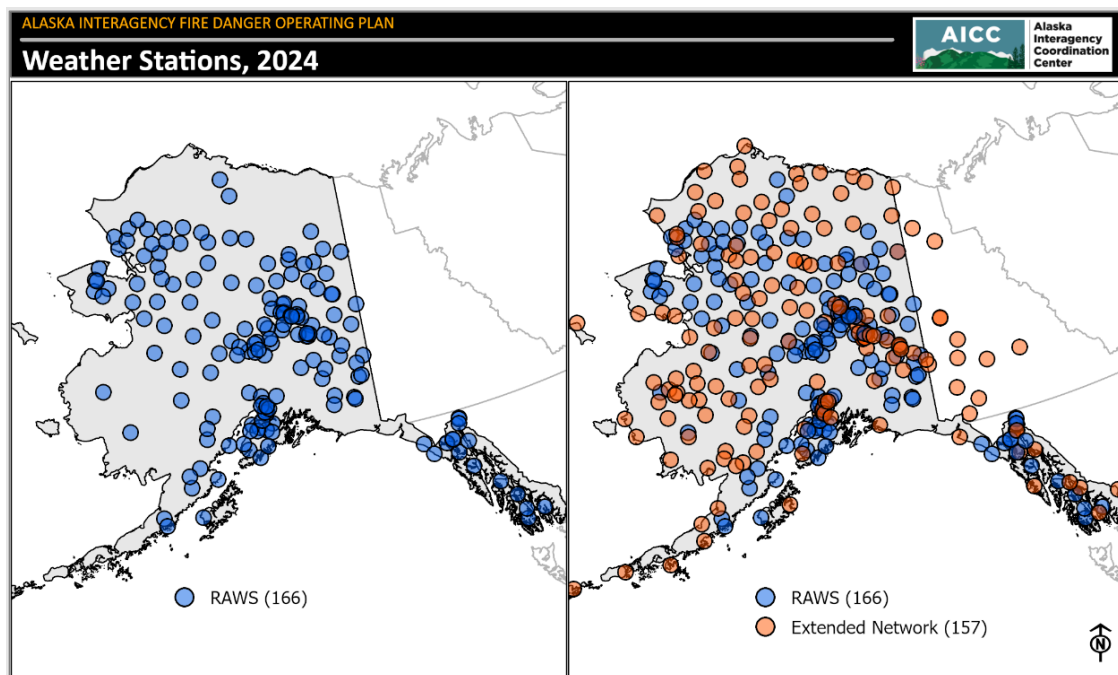 ALASKA INTERAGENCY FIRE DANGER OPERATING PLAN
Weather Stations, 2024
AICC
Alaska
Interagency
Coordination
Center
RAWS (166)
RAWS (166)
Extended Network (157)
N